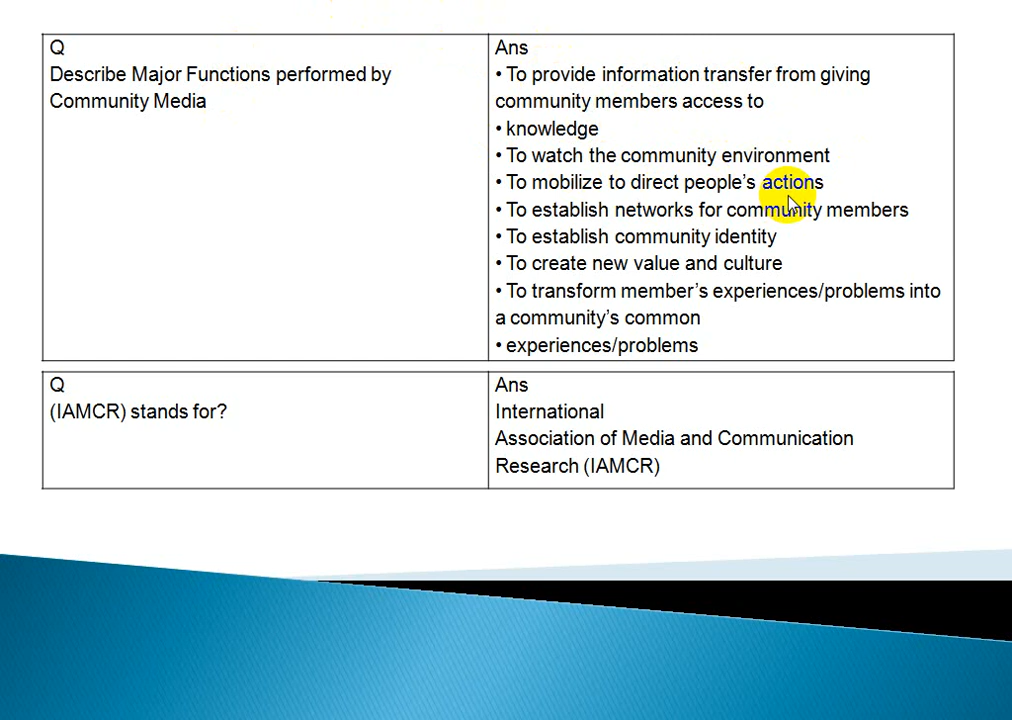 Q
Describe Major Functions performed by
Community Media
Ans
• To provide information transfer from giving
community members access to
• knowledge
• To watch the community environment
• To mobilize to direct people’s actions
• To establish networks for community members
• To establish community identity
• To create new value and culture
• To transform member’s experiences/problems into
a community’s common
• experiences/problems
Q
(IAMCR) stands for?
Ans
International
Association of Media and Communication
Research (IAMCR)